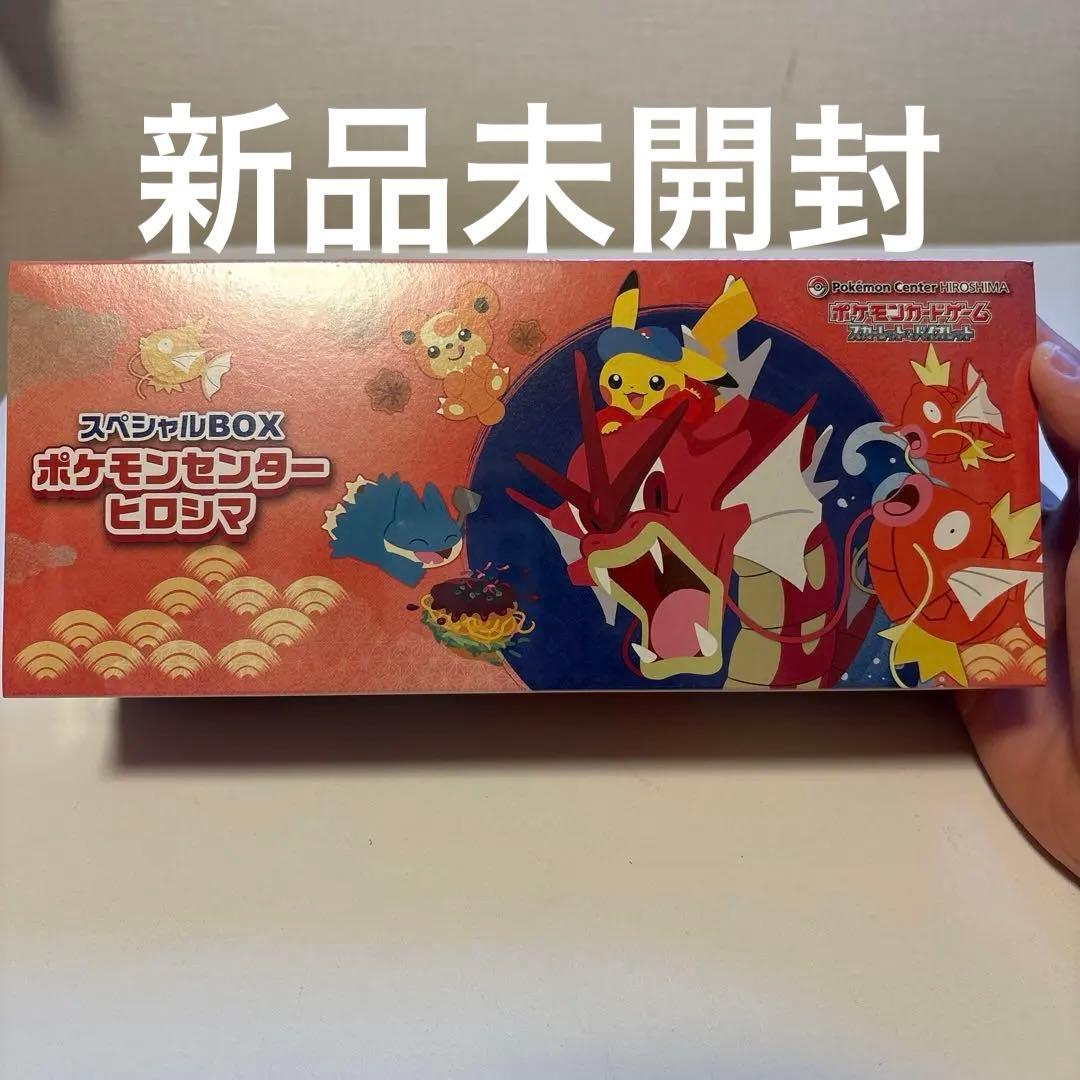 新品未開封
Pokémon Center HIROSHIMA
ポケモンカードゲーム
スカーレット&バイオレット
スペシャルBOX
ポケモンセンター
ヒロシマ